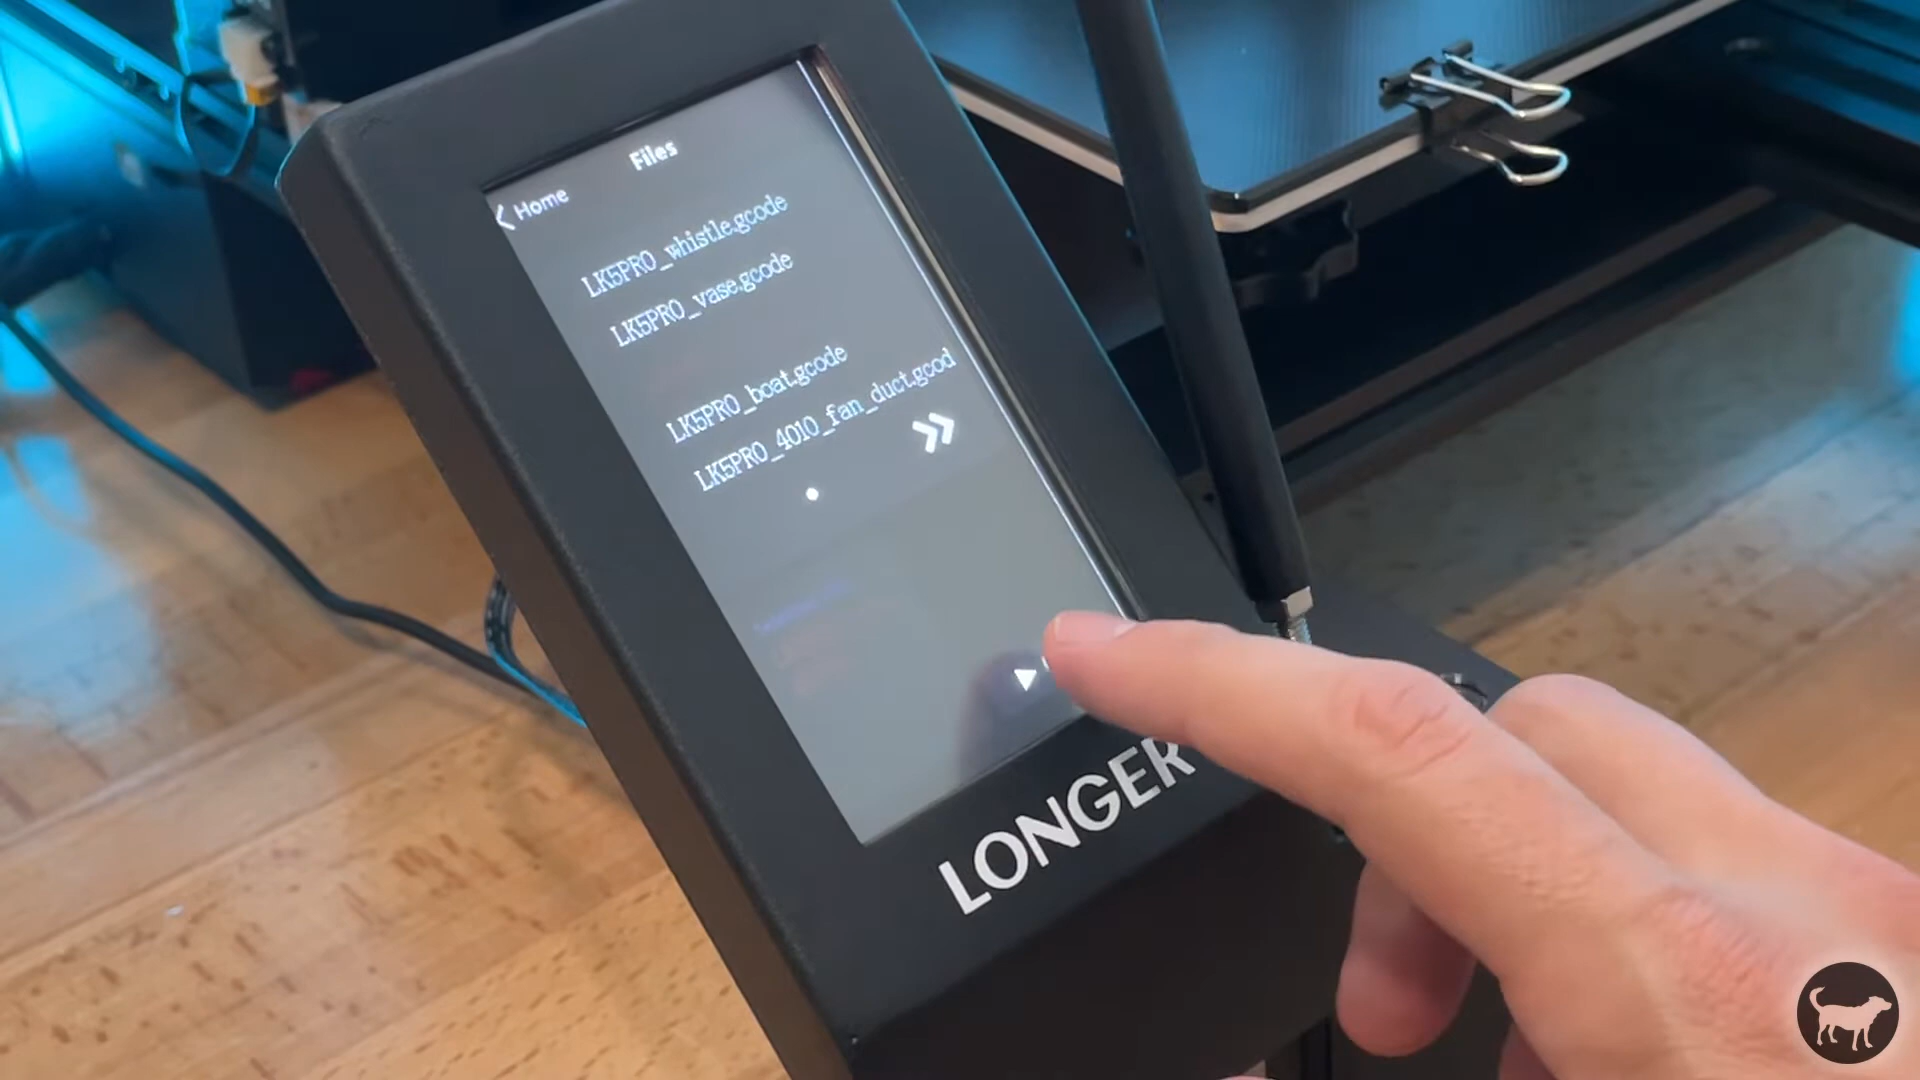 Files
Home
LK5PRO_whistle.gcode
LK5PRO_vase.gcode
LK5PRO_boat.gcode
LK5PRO_4010_fan_duct.gcod
LONGER